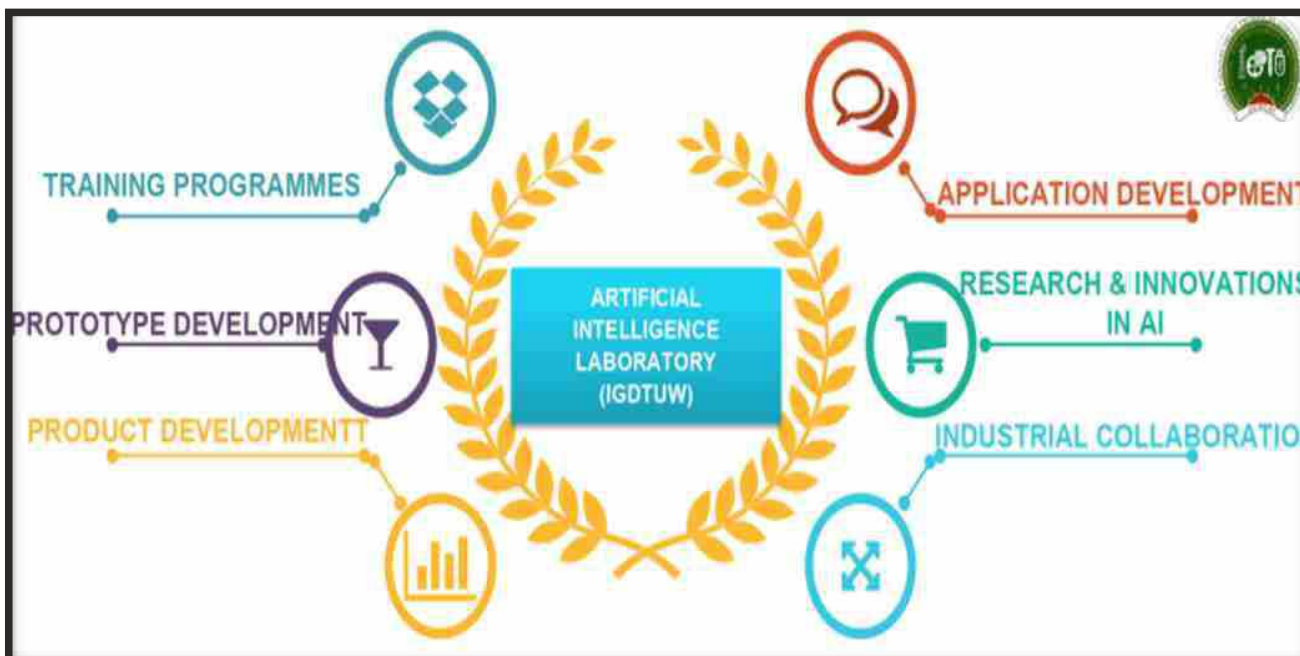 TRAINING PROGRAMMES
PROTOTYPE DEVELOPMENT
PRODUCT DEVELOPMENTT
ARTIFICIAL
INTELLIGENCE
LABORATORY
(IGDTUW)
APPLICATION DEVELOPMENT
RESEARCH & INNOVATIONS
IN AI
INDUSTRIAL COLLABORATIO